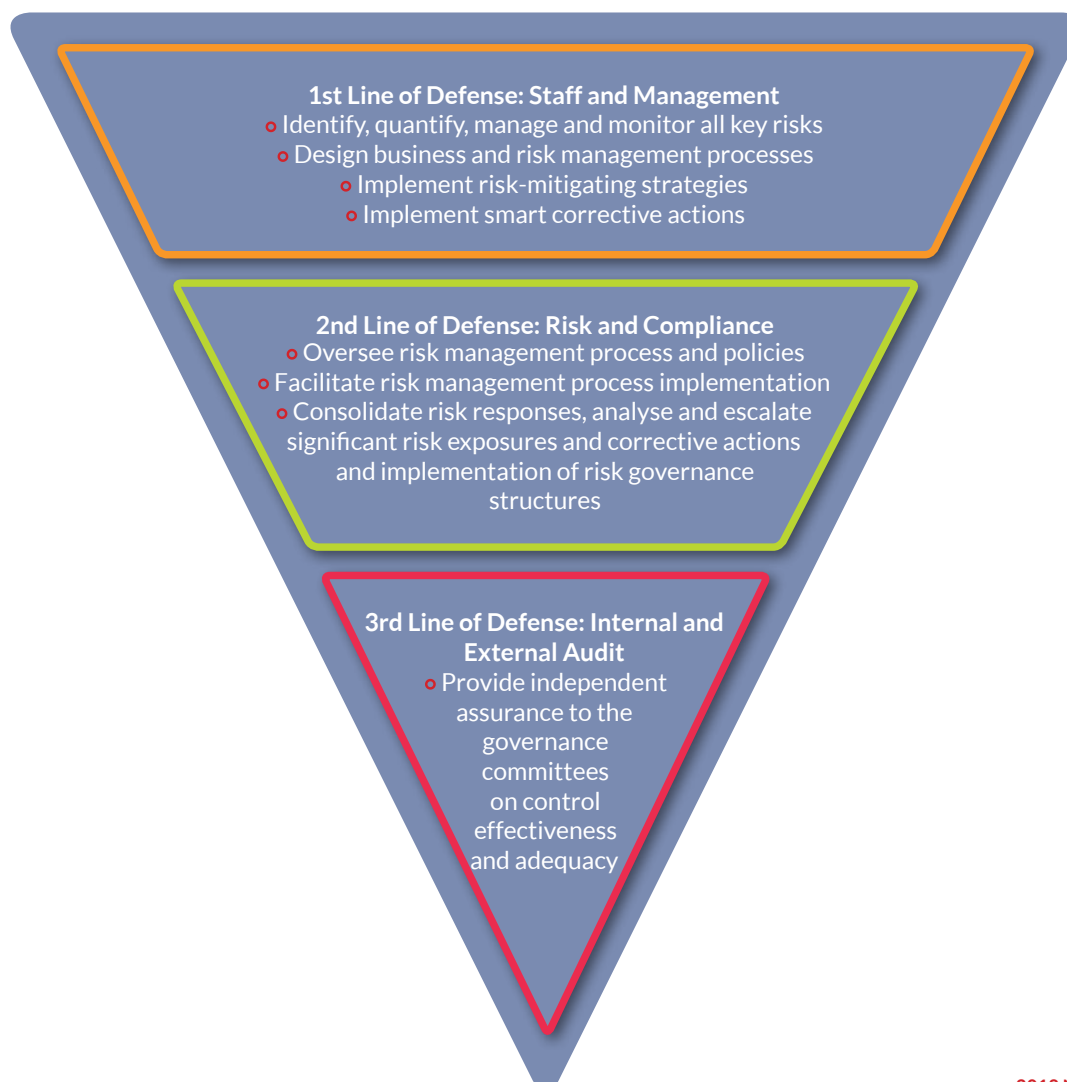 1st Line of Defense: Staff and Management
Identify, quantify, manage and monitor all key risks
Design business and risk management processes
Implement risk-mitigating strategies
Implement smart corrective actions
2nd Line of Defense: Risk and Compliance
Oversee risk management process and policies
Facilitate risk management process implementation
Consolidate risk responses, analyse and escalate
significant risk exposures and corrective actions
and implementation of risk governance
structures
3rd Line of Defense: Internal and
External Audit
Provide independent
assurance to the
governance
committees
on control
effectiveness
and adequacy